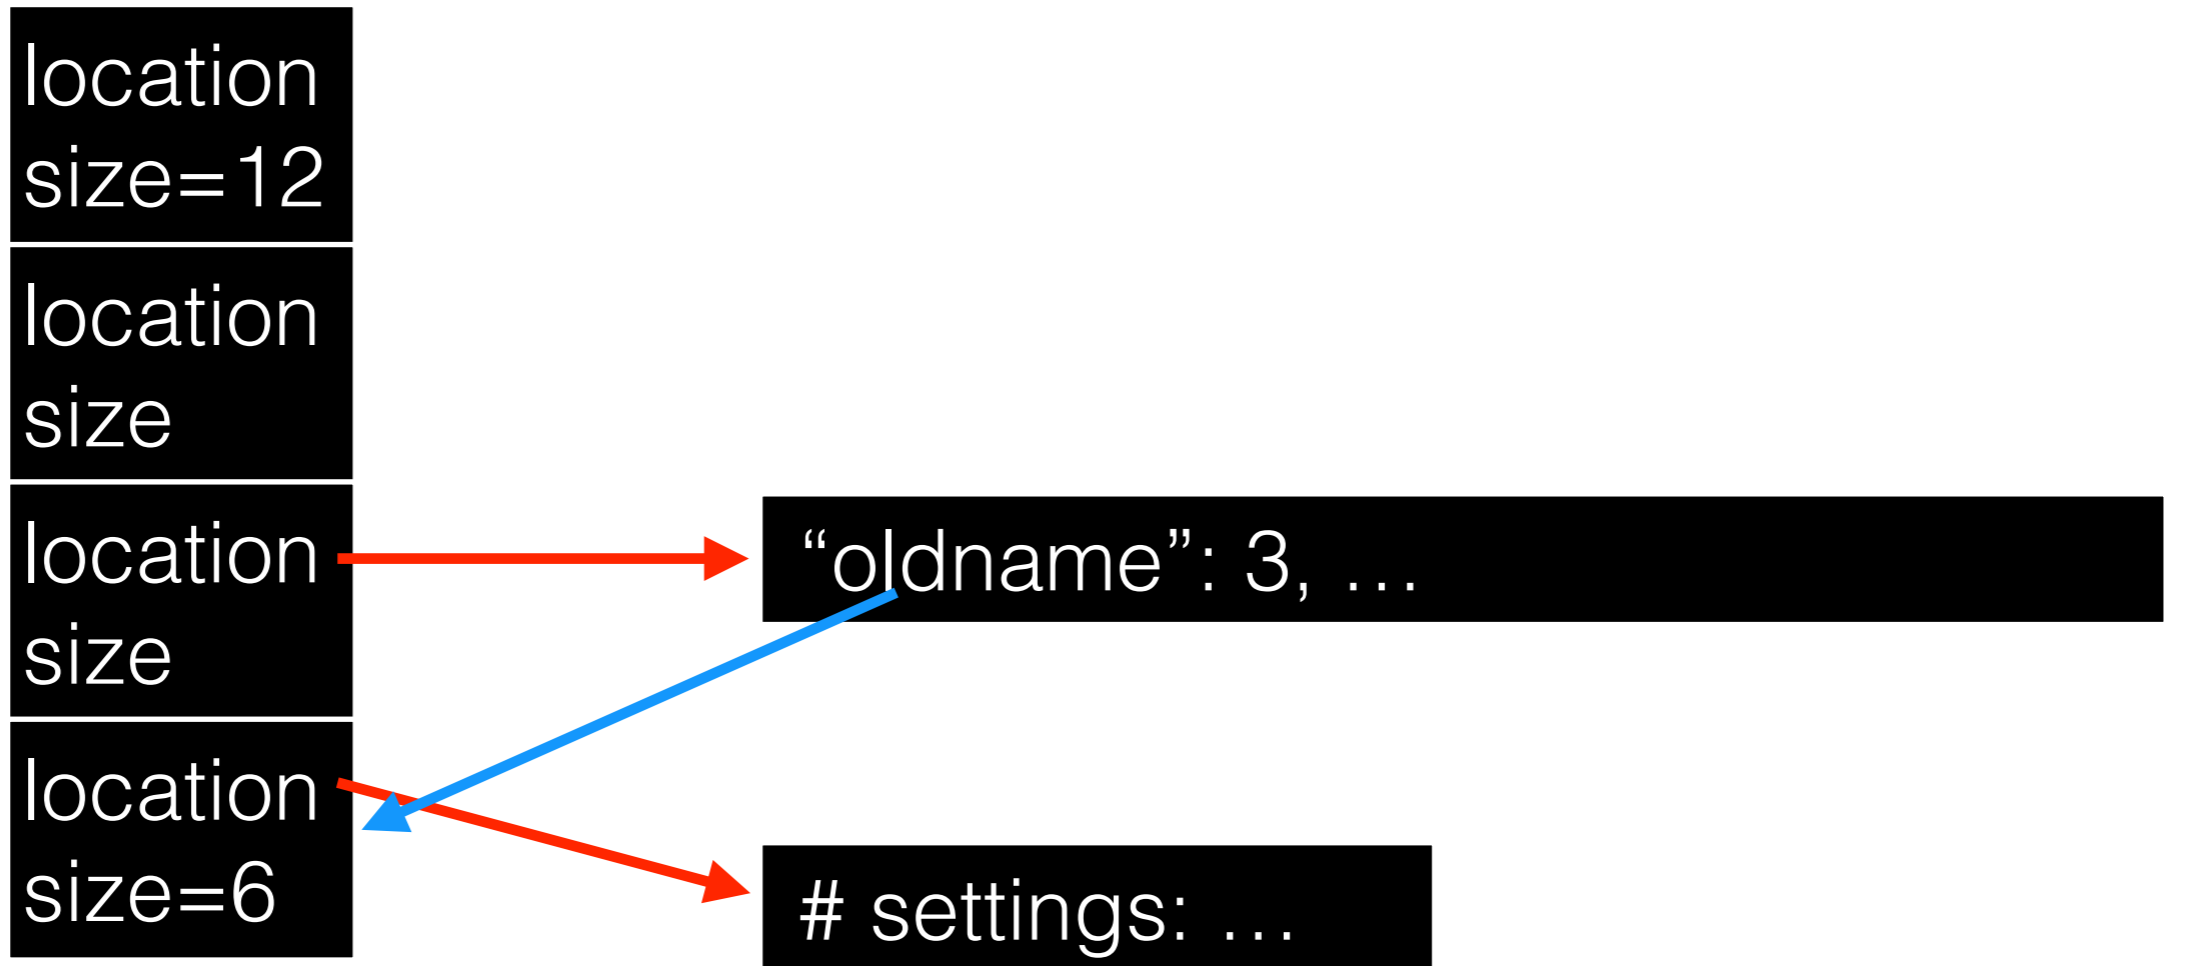 location
size=12
location
size
location
size
“oldname”: 3, …
location
size=6
# settings: …